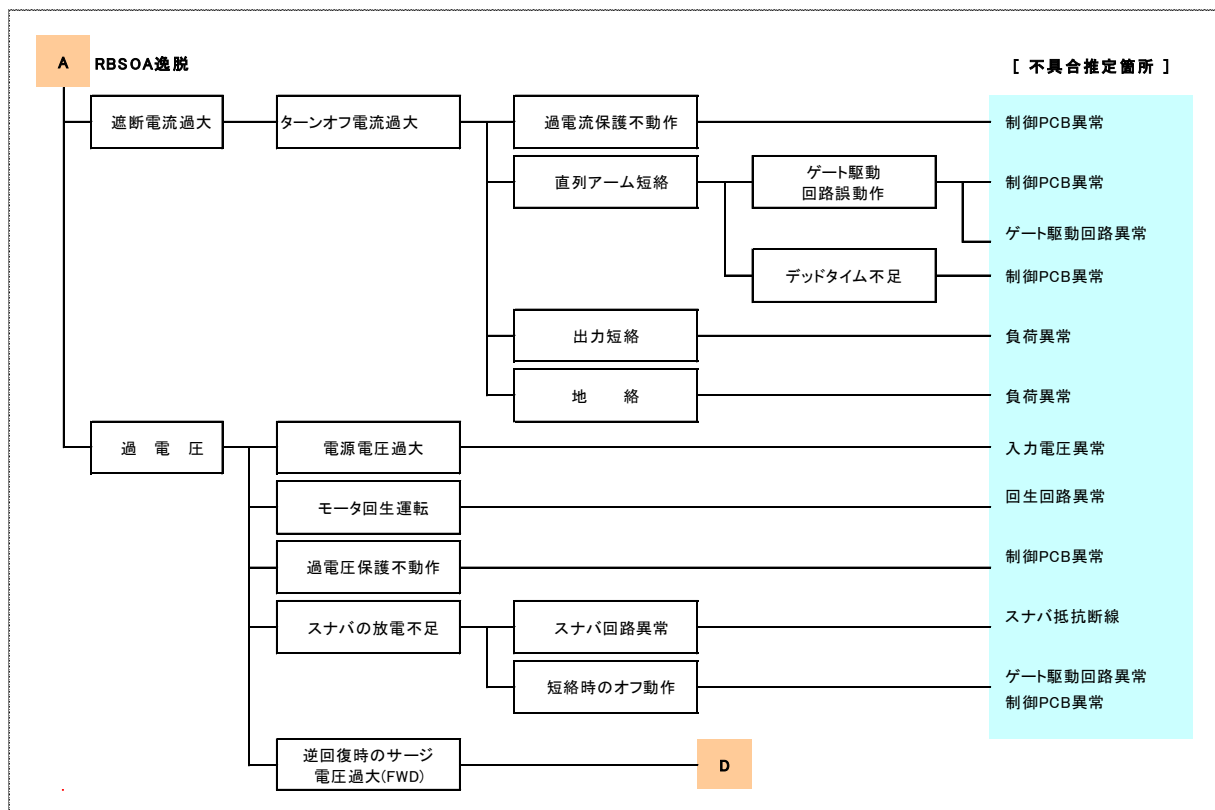 A RBSOA逸脱
[ 不具合推定箇所 ]
遮断電流過大
ターンオフ電流過大
過電流保護不動作
制御PCB異常
直列アーム短絡
ゲート駆動
回路誤動作
制御PCB異常
ゲート駆動回路異常
デッドタイム不足
制御PCB異常
出力短絡
負荷異常
地 絡
負荷異常
過 電 圧
電源電圧過大
入力電圧異常
モータ回生運転
回生回路異常
過電圧保護不動作
制御PCB異常
スナバの放電不足
スナバ回路異常
スナバ抵抗断線
短絡時のオフ動作
ゲート駆動回路異常
制御PCB異常
逆回復時のサージ
電圧過大(FWD)
D